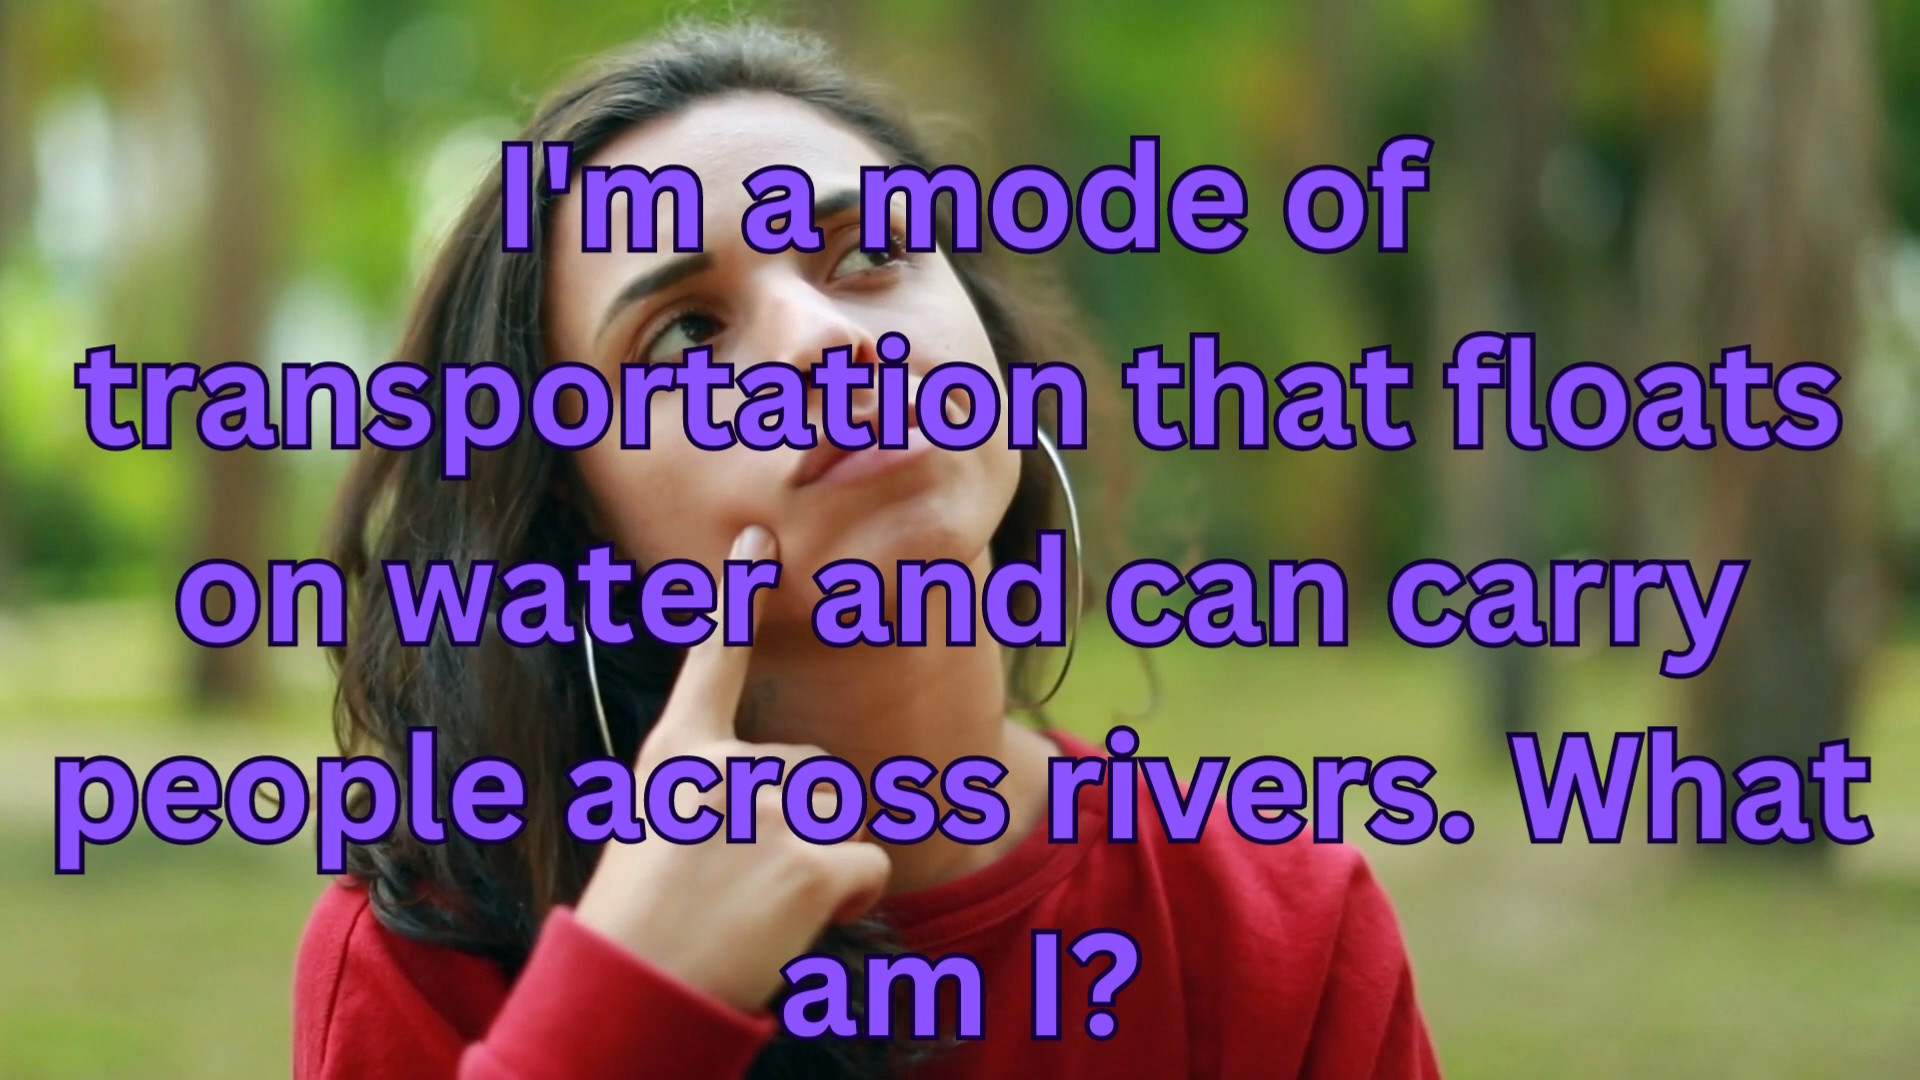 I'm a mode of
transportation that floats
on water and can carry
people across rivers. What
am I?